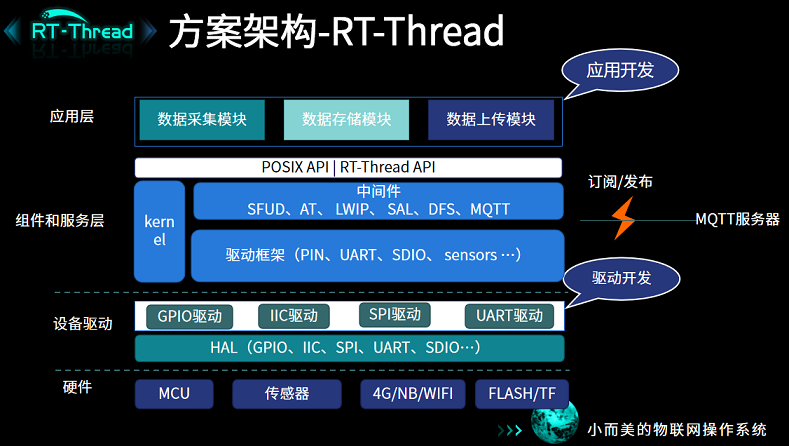 RT-Thread
方案架构-RT-Thread
应用开发
应用层
数据采集模块
数据存储模块
数据上传模块
POSIX API | RT-Thread API
组件和服务层
kern
el
中间件
SFUD、AT、 LWIP、 SAL、DFS、MQTT
驱动框架（PIN、UART、SDIO、 sensors …）
订阅/发布
MQTT服务器
驱动开发
设备驱动
GPIO驱动
IIC驱动
SPI驱动
UART驱动
HAL（GPIO、IIC、SPI、UART、SDIO…）
硬件
MCU
传感器
4G/NB/WIFI
FLASH/TF
小而美的物联网操作系统